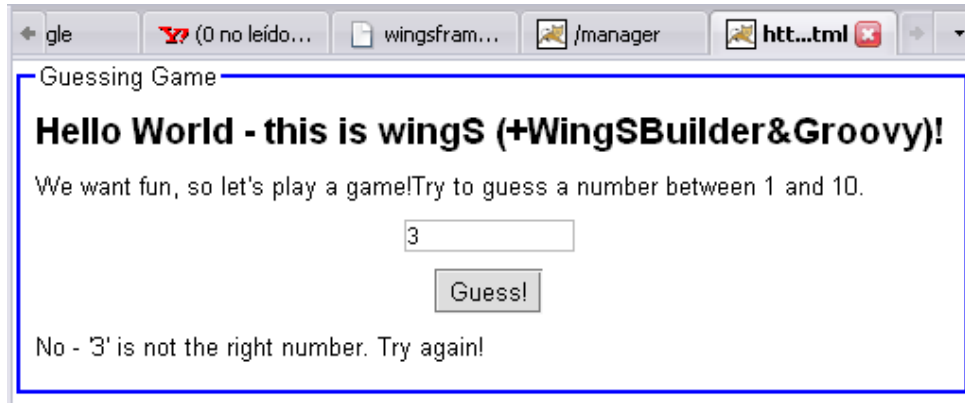 gle (0 no leído... wingsfram... /manager htt...tml
Guessing Game
Hello World - this is wingS (+WingSBuilder&Groovy)!
We want fun, so let's play a game!Try to guess a number between 1 and 10.
3
Guess!
No - '3' is not the right number. Try again!